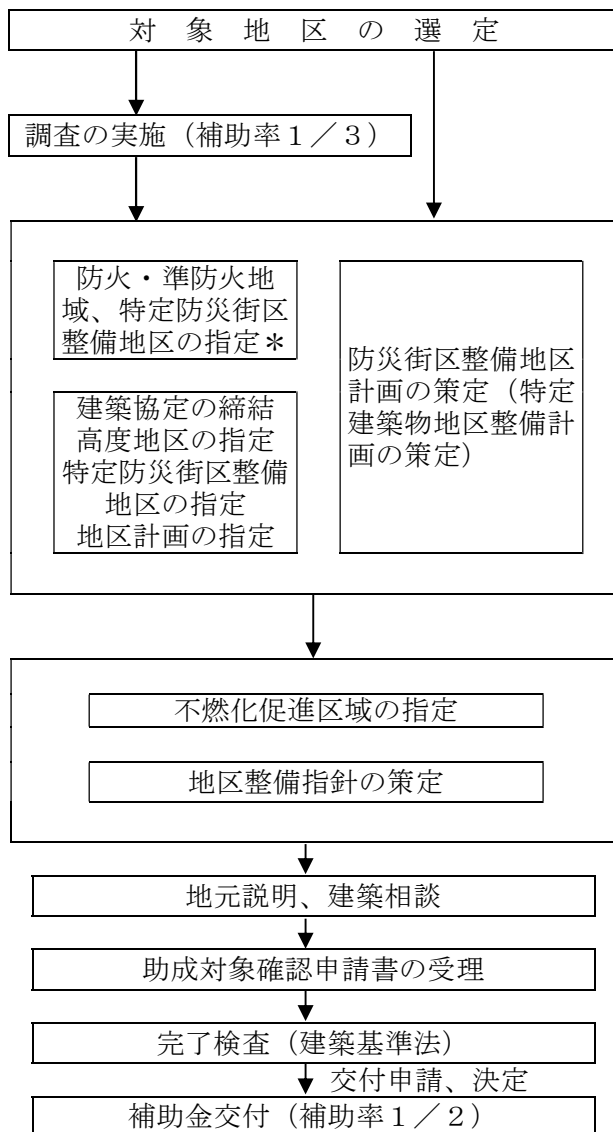 対象地区の選定
調査の実施（補助率１／３）
防火・準防火地
域、特定防災街区
整備地区の指定＊
建築協定の締結
高度地区の指定
特定防災街区整備
地区の指定
地区計画の指定
防災街区整備地区
計画の策定（特定
建築物地区整備計
画の策定）
不燃化促進区域の指定
地区整備指針の策定
地元説明、建築相談
助成対象確認申請書の受理
完了検査（建築基準法）
交付申請、決定
補助金交付（補助率１／２）